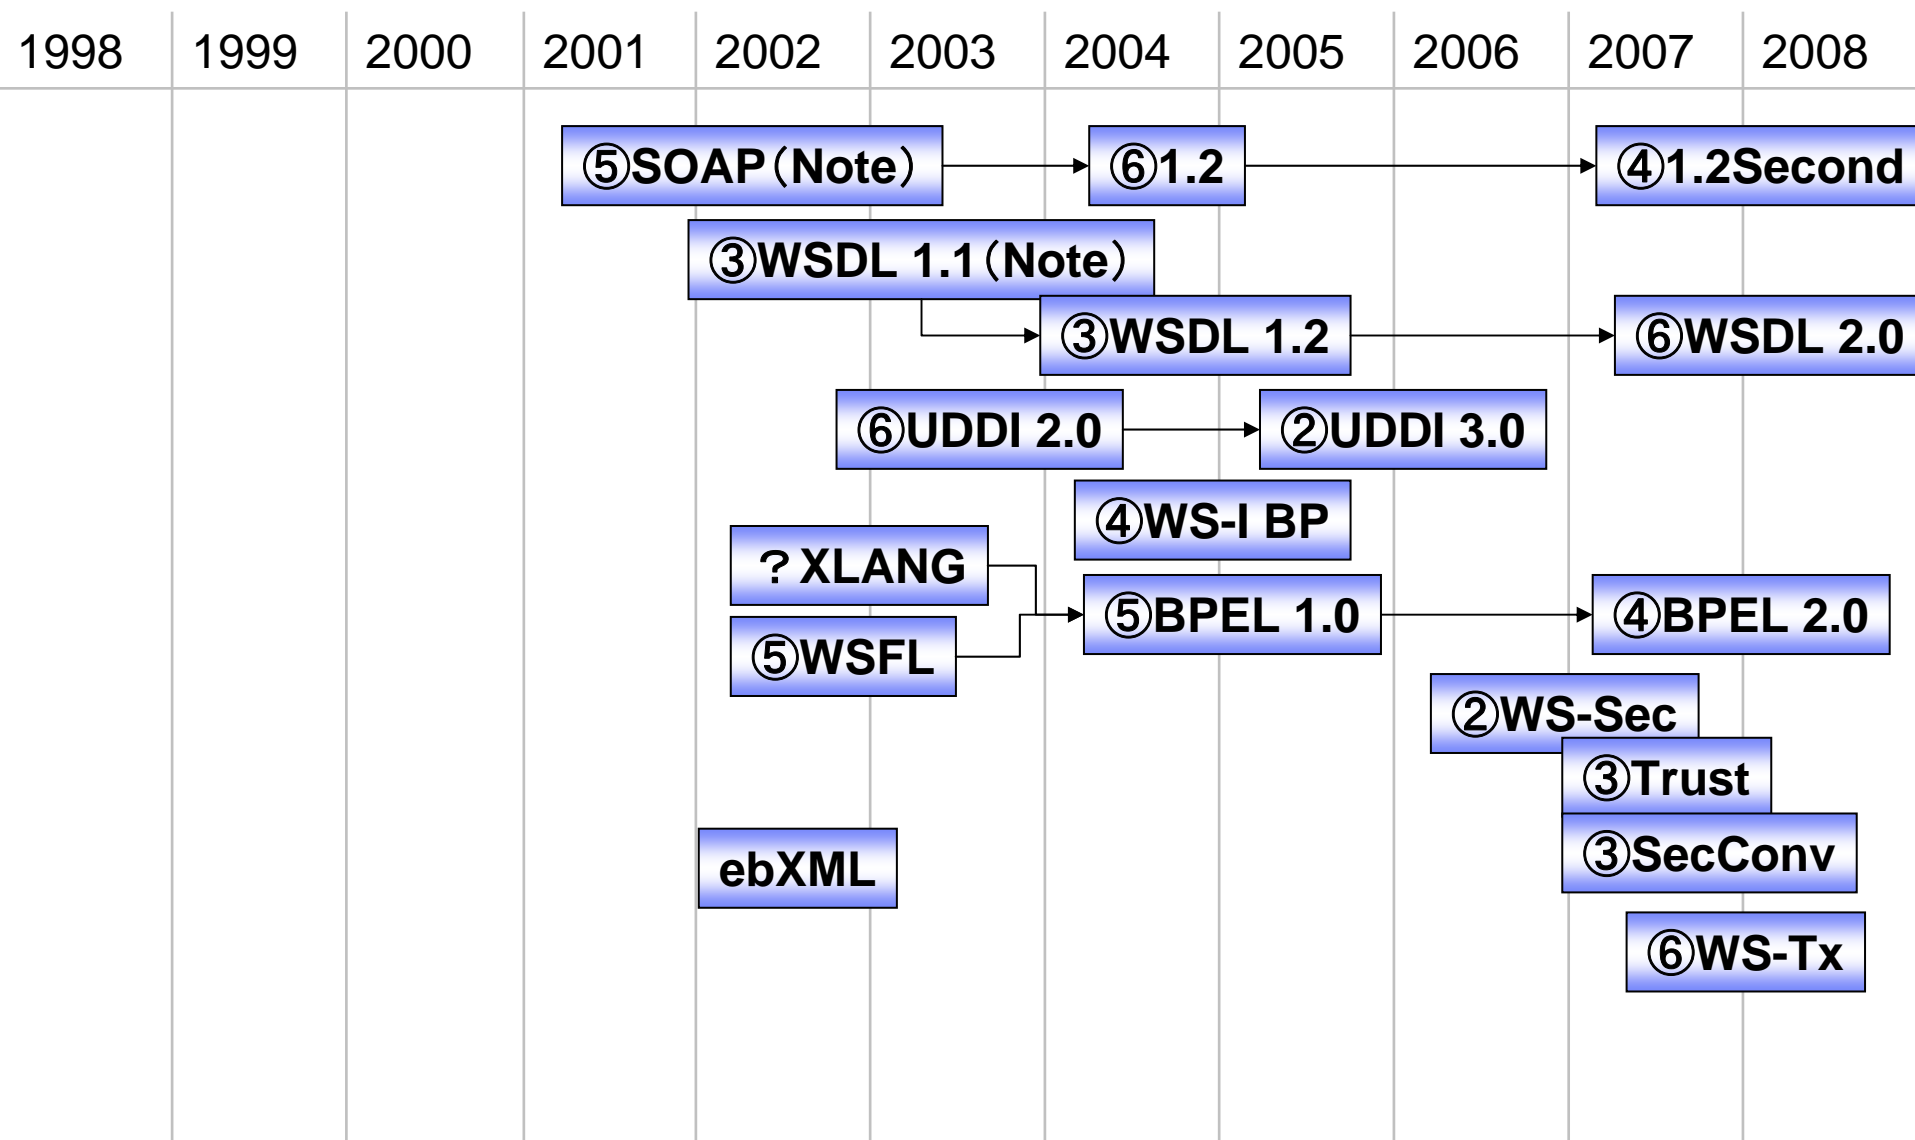 1998 1999 2000 2001 2002 2003 2004 2005 2006 2007 2008
⑤SOAP（Note） ⑥1.2 ④1.2Second
③WSDL 1.1（Note）
③WSDL 1.2 ⑥WSDL 2.0
⑥UDDI 2.0 ②UDDI 3.0
④WS-I BP
？XLANG
⑤BPEL 1.0 ④BPEL 2.0
⑤WSFL
②WS-Sec
③Trust
③SecConv
ebXML
⑥WS-Tx